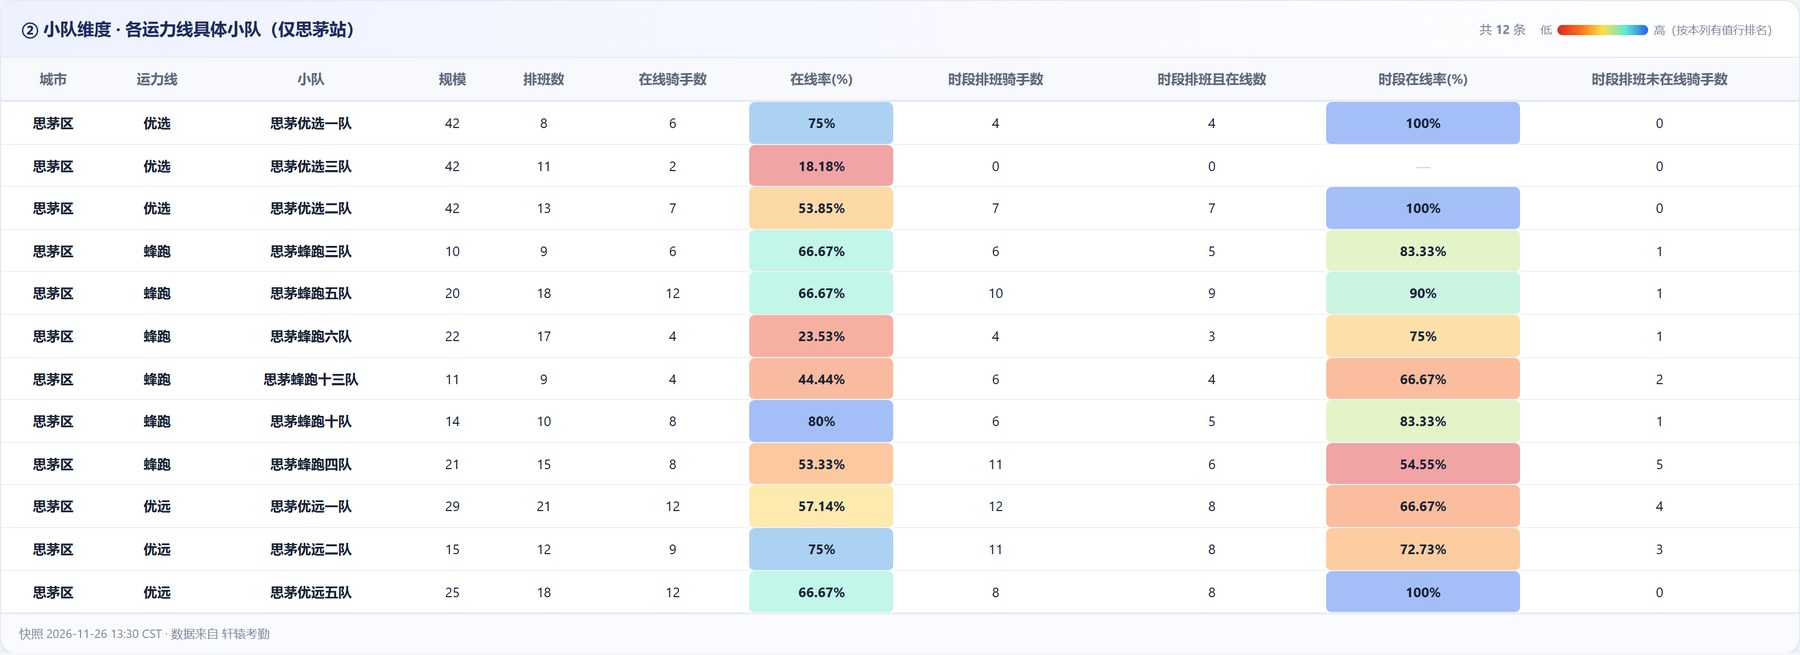 ② 小队维度 · 各运力线具体小队（仅思茅站） 共 12 条 低 高 (按本列有值行排名)
城市 运力线 小队 规模 排班数 在线骑手数 在线率(%) 时段排班骑手数 时段排班且在线数 时段在线率(%) 时段排班未在线骑手数
思茅区 优选 思茅优选一队 42 8 6 75% 4 4 100% 0
思茅区 优选 思茅优选三队 42 11 2 18.18% 0 0 — 0
思茅区 优选 思茅优选二队 42 13 7 53.85% 7 7 100% 0
思茅区 蜂跑 思茅蜂跑三队 10 9 6 66.67% 6 5 83.33% 1
思茅区 蜂跑 思茅蜂跑五队 20 18 12 66.67% 10 9 90% 1
思茅区 蜂跑 思茅蜂跑六队 22 17 4 23.53% 4 3 75% 1
思茅区 蜂跑 思茅蜂跑十三队 11 9 4 44.44% 6 4 66.67% 2
思茅区 蜂跑 思茅蜂跑十队 14 10 8 80% 6 5 83.33% 1
思茅区 蜂跑 思茅蜂跑四队 21 15 8 53.33% 11 6 54.55% 5
思茅区 优远 思茅优远一队 29 21 12 57.14% 12 8 66.67% 4
思茅区 优远 思茅优远二队 15 12 9 75% 11 8 72.73% 3
思茅区 优远 思茅优远五队 25 18 12 66.67% 8 8 100% 0
快照 2026-11-26 13:30 CST · 数据来自 轩辕考勤